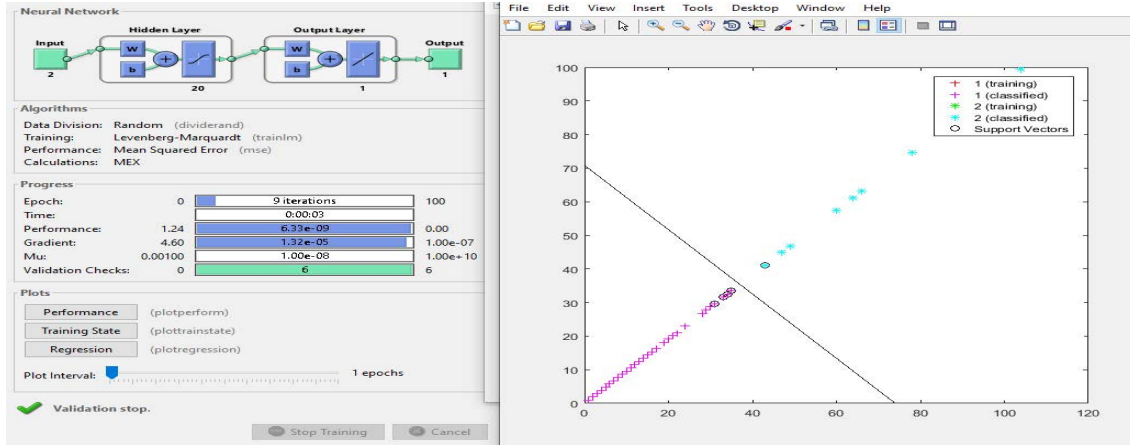 Neural Network
Hidden Layer
Output Layer
Input
Output
W
W
b
b
2
20
1
1
Algorithms
Data Division: Random (dividerand)
Training: Levenberg-Marquardt (trainlm)
Performance: Mean Squared Error (mse)
Calculations: MEX
Progress
Epoch: 0 9 iterations 100
Time: 0:00:03
Performance: 1.24 6.33e-09 0.00
Gradient: 4.60 1.32e-05 1.00e-07
Mu: 0.00100 1.00e-08 1.00e+10
Validation Checks: 0 6 6
Plots
Performance (plotperform)
Training State (plottrainstate)
Regression (plotregression)
Plot Interval: 1 epochs
Validation stop.
Stop Training Cancel
File Edit View Insert Tools Desktop Window Help
100
90
80
70
60
50
40
30
20
10
0
0 20 40 60 80 100 120
1 (training)
1 (classified)
2 (training)
2 (classified)
Support Vectors